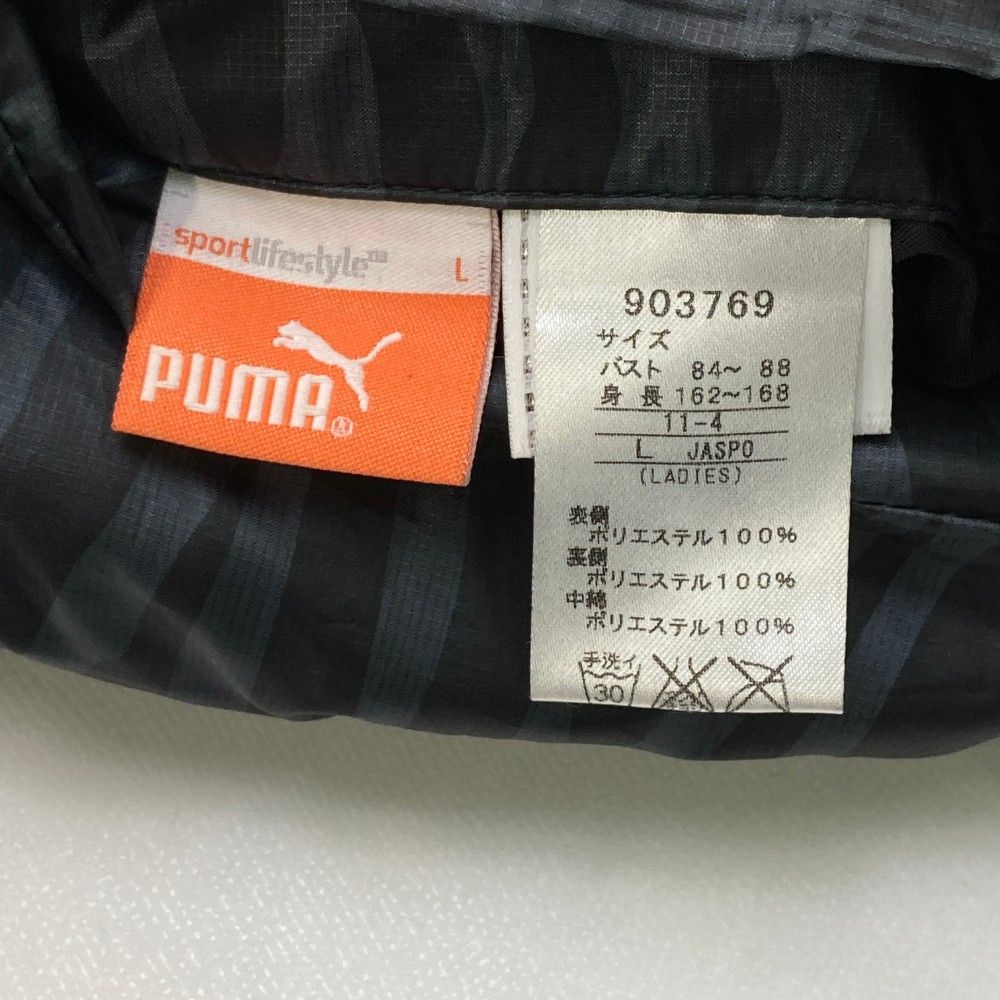 sportlifestyle
L
PUMA
903769
サイズ
バスト 84～ 88
身 長 162～168
11-4
L JASPO
(LADIES)
表側
ポリエステル100%
裏側
ポリエステル100%
中綿
ポリエステル100%
手洗イ
30